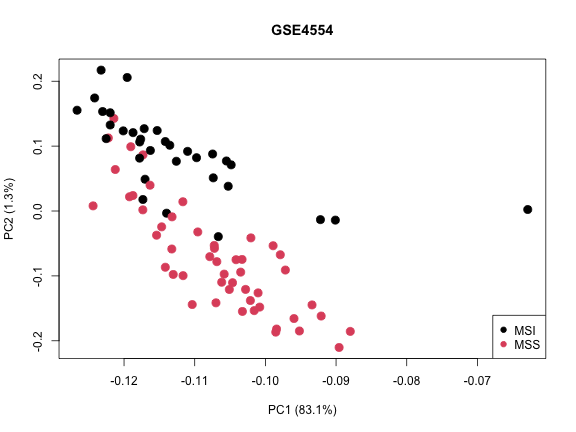 GSE4554
PC2 (1.3%)
0.2
0.1
0.0
-0.1
-0.2
MSI
MSS
-0.12 -0.11 -0.10 -0.09 -0.08 -0.07
PC1 (83.1%)